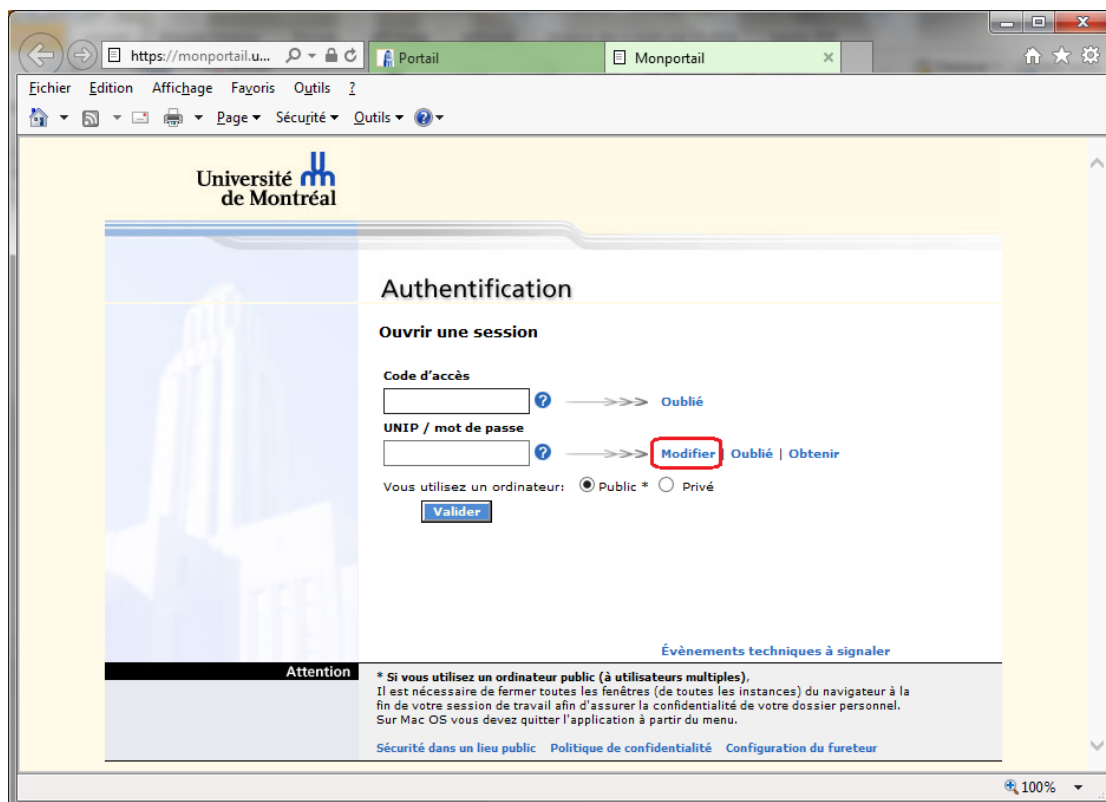 https://monportail.u...
Portail
Monportail
Fichier Edition Affichage Favoris Outils ?
Page Sécurité Outils
Université
de Montréal
Authentification
Ouvrir une session
Code d'accès
Oublié
UNIP / mot de passe
Modifier | Oublié | Obtenir
Vous utilisez un ordinateur: Public * Privé
Valider
Évènements techniques à signaler
Attention
* Si vous utilisez un ordinateur public (à utilisateurs multiples),
Il est nécessaire de fermer toutes les fenêtres (de toutes les instances) du navigateur à la
fin de votre session de travail afin d'assurer la confidentialité de votre dossier personnel.
Sur Mac OS vous devez quitter l'application à partir du menu.
Sécurité dans un lieu public Politique de confidentialité Configuration du fureteur
100%